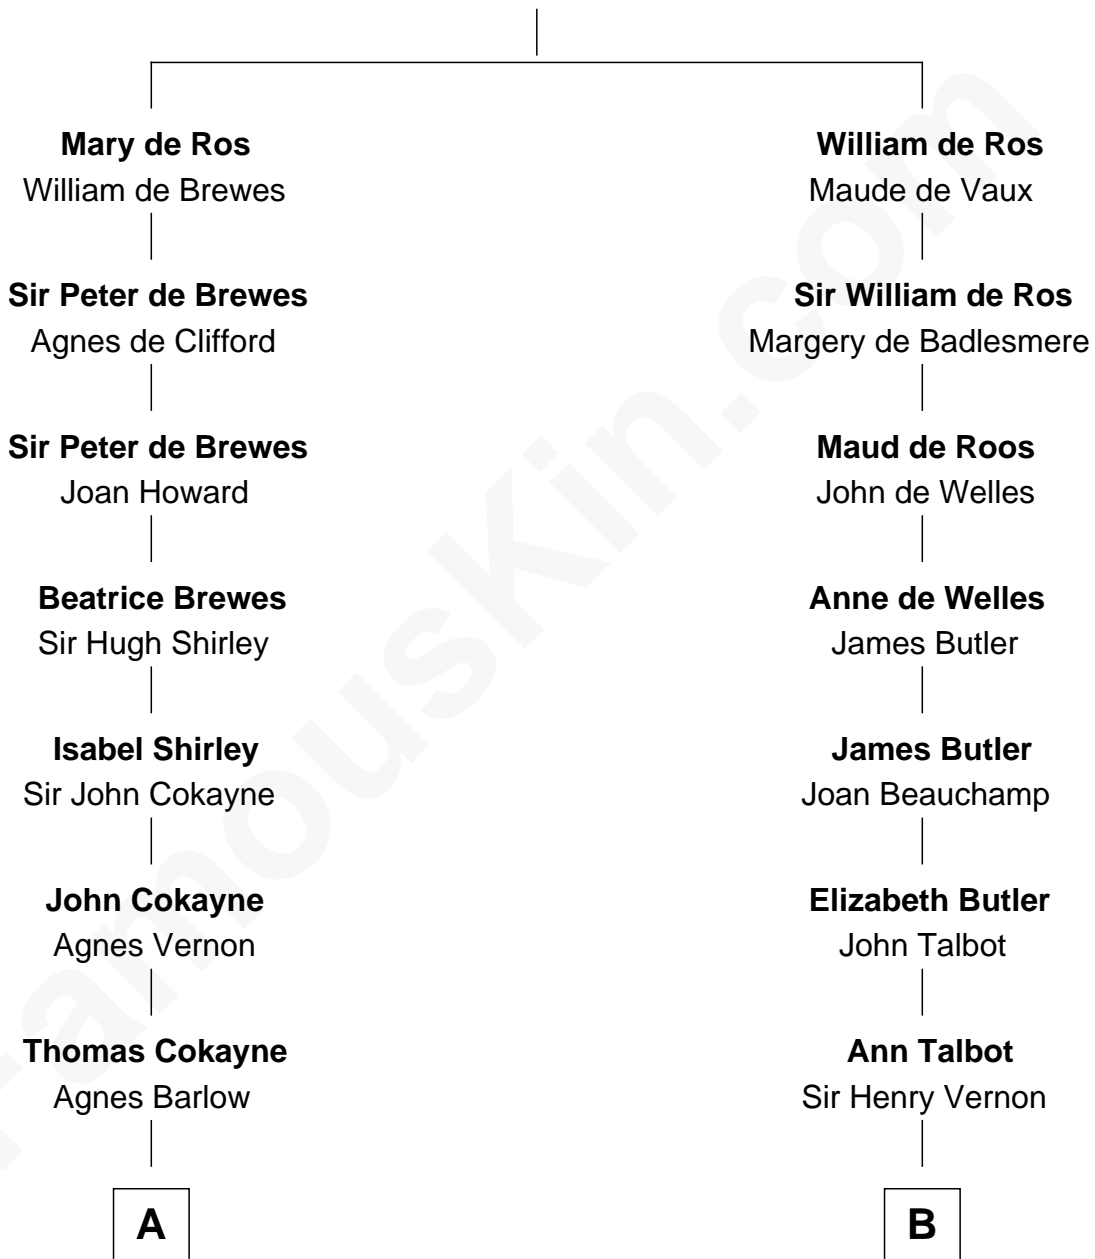 Mary de Ros
William de Brewes
Sir Peter de Brewes
Agnes de Clifford
Sir Peter de Brewes
Joan Howard
Beatrice Brewes
Sir Hugh Shirley
Isabel Shirley
Sir John Cokayne
John Cokayne
Agnes Vernon
Thomas Cokayne
Agnes Barlow
A
William de Ros
Maude de Vaux
Sir William de Ros
Margery de Badlesmere
Maud de Roos
John de Welles
Anne de Welles
James Butler
James Butler
Joan Beauchamp
Elizabeth Butler
John Talbot
Ann Talbot
Sir Henry Vernon
B
FamousKin.com